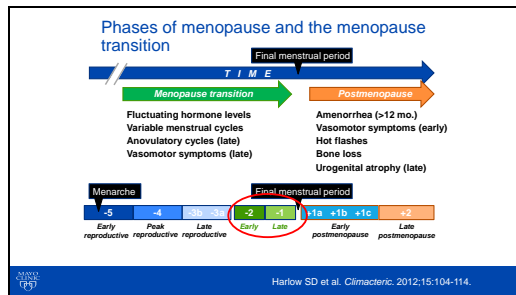 Phases of menopause and the menopause
transition
Final menstrual period
T I M E
Menopause transition
Postmenopause
Fluctuating hormone levels
Variable menstrual cycles
Anovulatory cycles (late)
Vasomotor symptoms (late)
Amenorrhea (>12 mo.)
Vasomotor symptoms (early)
Hot flashes
Bone loss
Urogenital atrophy (late)
Menarche
Final menstrual period
-5 -4 -3b -3a -2 -1 +1a +1b +1c +2
Early
reproductive
Peak
reproductive
Late
reproductive
Early
Late
Early
postmenopause
Late
postmenopause
MAYO
CLINIC
Harlow SD et al. Climacteric. 2012;15:104-114.